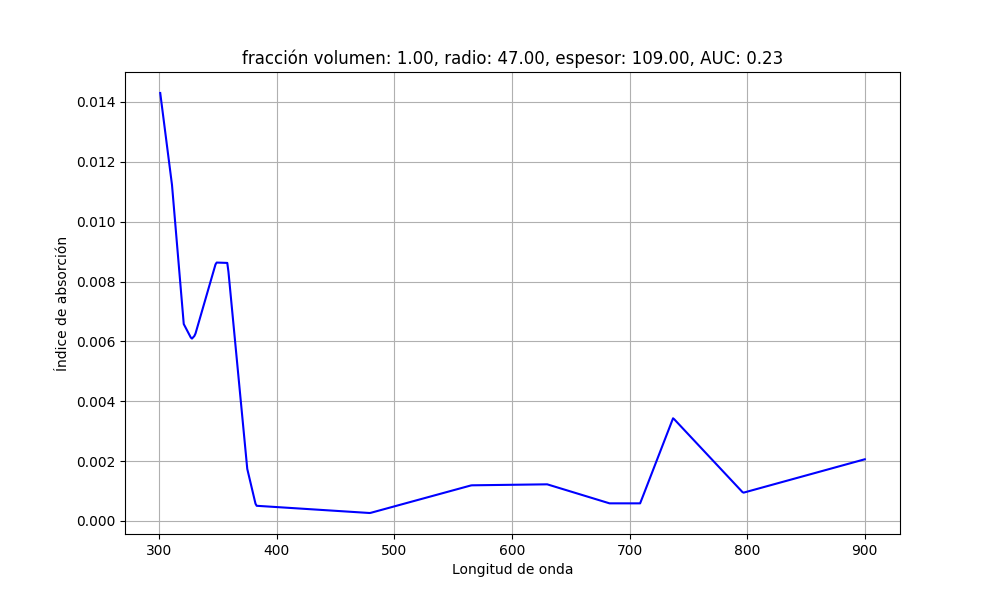 fracción volumen: 1.00, radio: 47.00, espesor: 109.00, AUC: 0.23
0.014
0.012
0.010
0.008
0.006
0.004
0.002
0.000
Índice de absorción
300 400 500 600 700 800 900
Longitud de onda